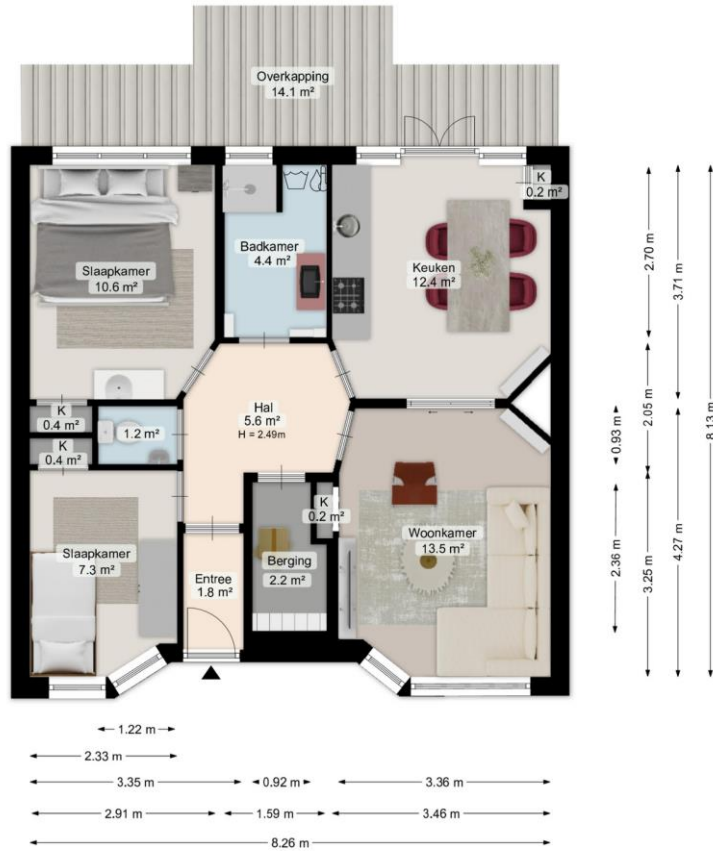 Overkapping
14.1 m²
K
0.2 m²
Badkamer
4.4 m²
Slaapkamer
10.6 m²
Keuken
12.4 m²
2.70 m
3.71 m
8.13 m
Hal
5.6 m²
H = 2.49m
K
0.4 m²
1.2 m²
K
0.4 m²
0.93 m
2.05 m
K
0.2 m²
Woonkamer
13.5 m²
Slaapkamer
7.3 m²
Entree
1.8 m²
Berging
2.2 m²
2.36 m
3.25 m
4.27 m
1.22 m
2.33 m
3.35 m
0.92 m
3.36 m
2.91 m
1.59 m
3.46 m
8.26 m